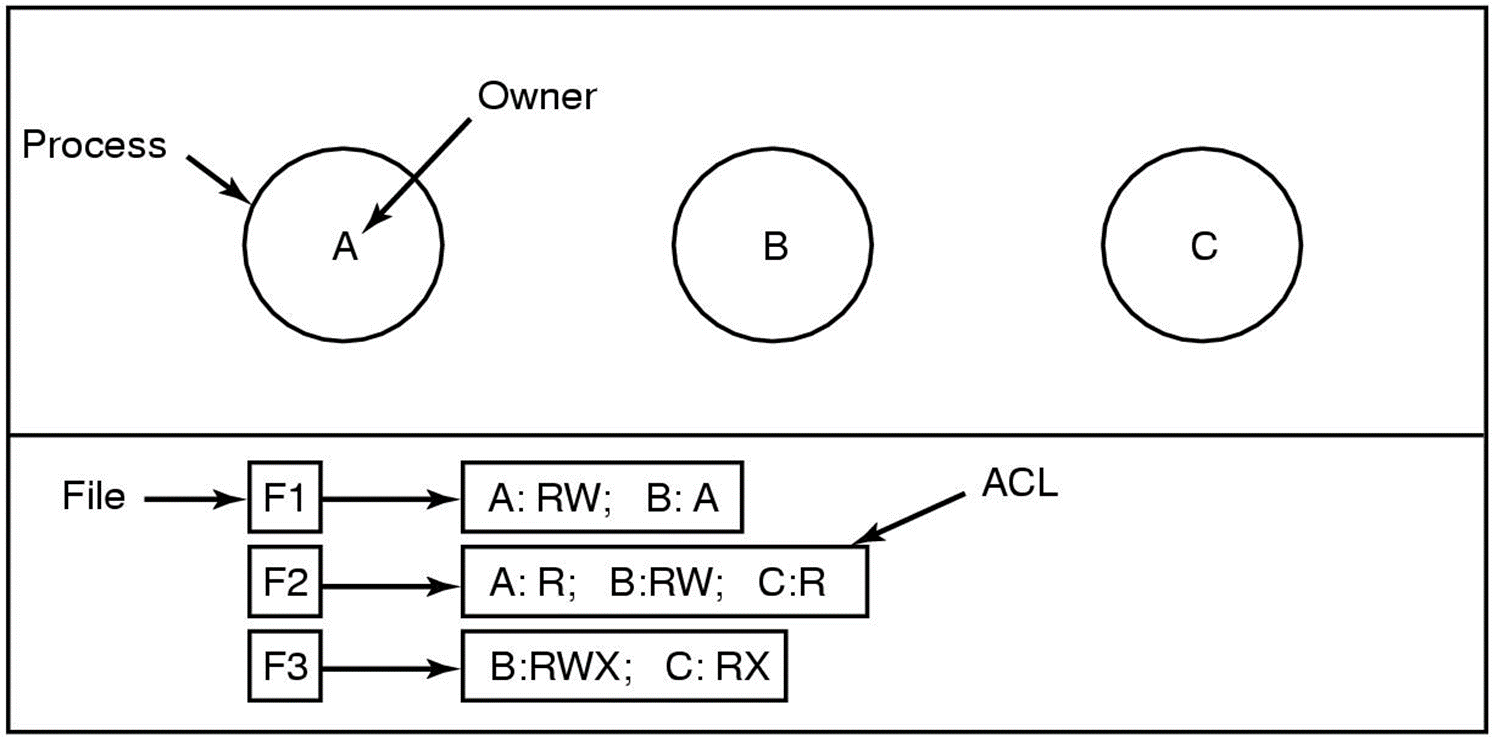 Owner
Process
A
B
C
File
F1
A: RW; B: A
ACL
F2
A: R; B:RW; C:R
F3
B:RWX; C: RX